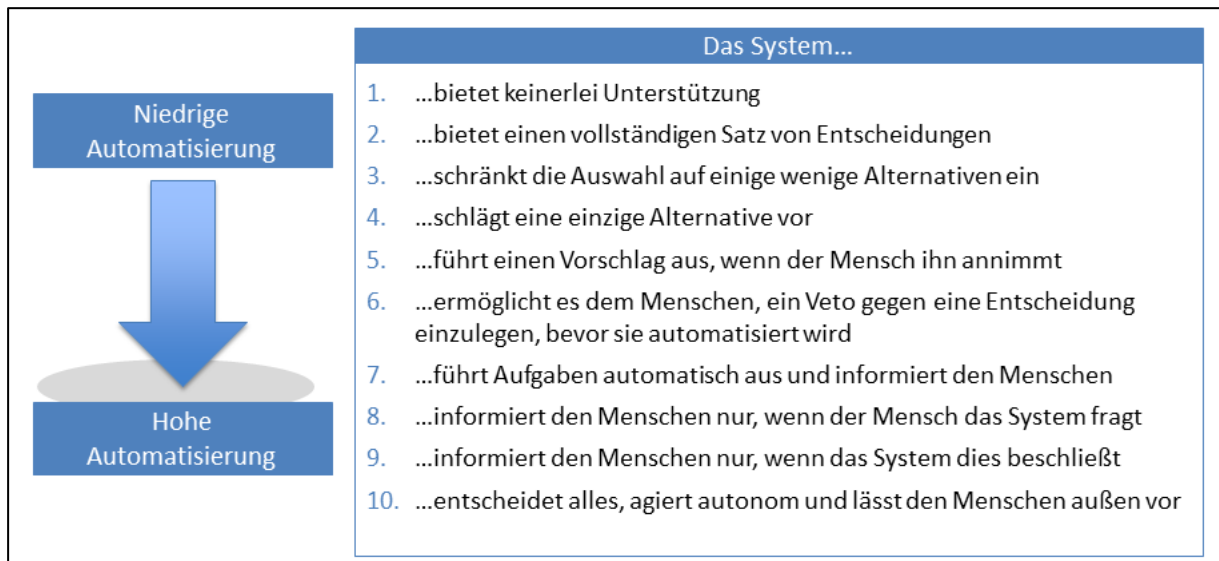 Das System...
Niedrige
Automatisierung
1. ...bietet keinerlei Unterstützung
2. ...bietet einen vollständigen Satz von Entscheidungen
3. ...schränkt die Auswahl auf einige wenige Alternativen ein
4. ...schlägt eine einzige Alternative vor
5. ...führt einen Vorschlag aus, wenn der Mensch ihn annimmt
6. ...ermöglicht es dem Menschen, ein Veto gegen eine Entscheidung
einzulegen, bevor sie automatisiert wird
7. ...führt Aufgaben automatisch aus und informiert den Menschen
8. ...informiert den Menschen nur, wenn der Mensch das System fragt
9. ...informiert den Menschen nur, wenn das System dies beschließt
10. ...entscheidet alles, agiert autonom und lässt den Menschen außen vor
Hohe
Automatisierung